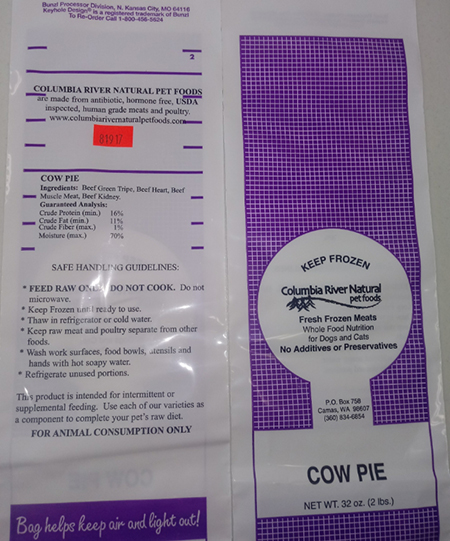 Bunzl Processor Division, N. Kansas City, MO 64116
Keyhole Design® is a registered trademark of Bunzl
To Re-Order Call 1-800-456-5624
2
COLUMBIA RIVER NATURAL PET FOODS
are made from antibiotic, hormone free, USDA
inspected, human grade meats and poultry.
www.columbiarivernaturalpetfoods.com
81917
COW PIE
Ingredients: Beef Green Tripe, Beef Heart, Beef
Muscle Meat, Beef Kidney.
Guaranteed Analysis:
Crude Protein (min.) 16%
Crude Fat (min.) 11%
Crude Fiber (max.) 1%
Moisture (max.) 70%
SAFE HANDLING GUIDELINES:
* FEED RAW ONLY, DO NOT COOK. Do not
microwave.
* Keep Frozen until ready to use.
* Thaw in refrigerator or cold water.
* Keep raw meat and poultry separate from other
foods.
* Wash work surfaces, food bowls, utensils and
hands with hot soapy water.
* Refrigerate unused portions.
This product is intended for intermittent or
supplemental feeding. Use each of our varieties as
a component to complete your pet's raw diet.
FOR ANIMAL CONSUMPTION ONLY
Bag helps keep air and light out!
KEEP FROZEN
Columbia River Natural
pet foods
Fresh Frozen Meats
Whole Food Nutrition
for Dogs and Cats
No Additives or Preservatives
P.O. Box 758
Camas, WA 98607
(360) 834-6854
COW PIE
NET WT. 32 oz. (2 lbs.)